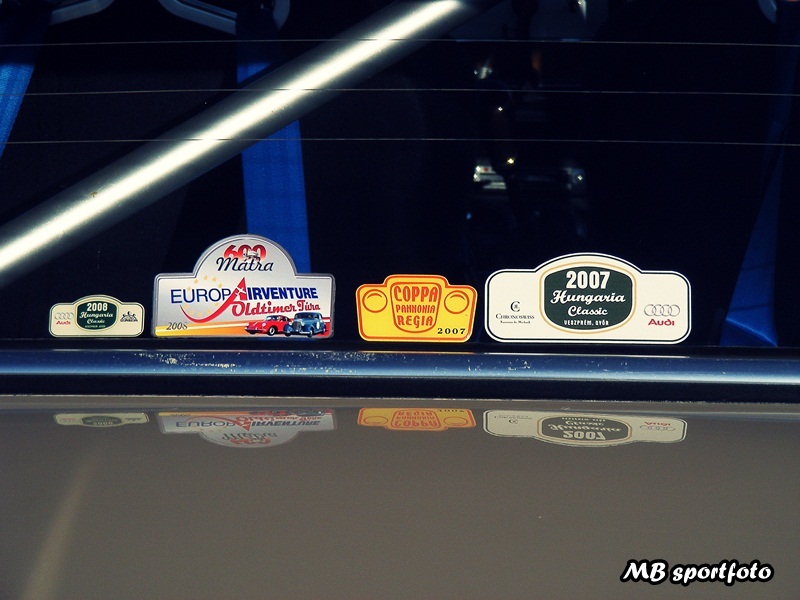 2008
Hungaria
Classic
Audi
600
Mátra
EUROPAIRVENTURE
Oldtimer Túra
2008
COPPA
PANNONIA
REGIA
2007
2007
Hungaria
Classic
VESZPRÉM, GYŐR
CHRONOSWISS
Audi
MB sportfoto